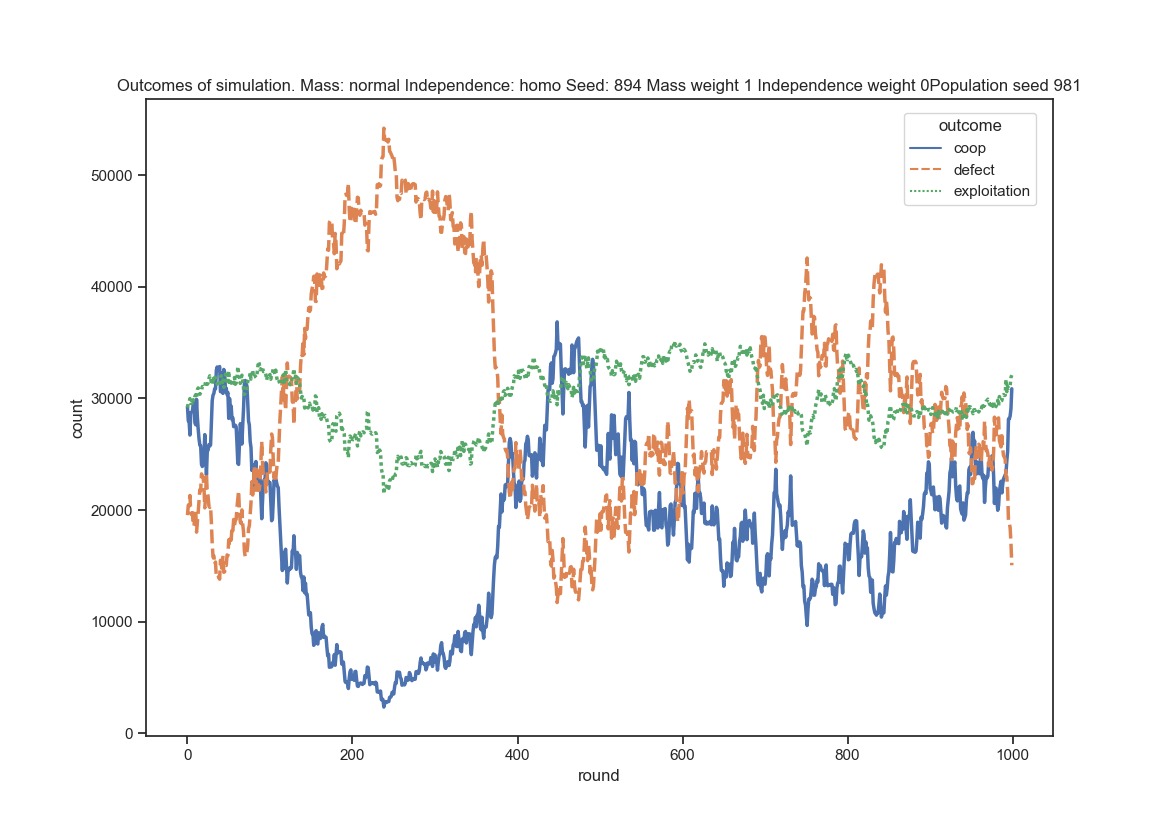 Outcomes of simulation. Mass: normal Independence: homo Seed: 894 Mass weight 1 Independence weight 0Population seed 981
outcome
coop
defect
exploitation
count
50000
40000
30000
20000
10000
0
0 200 400 600 800 1000
round